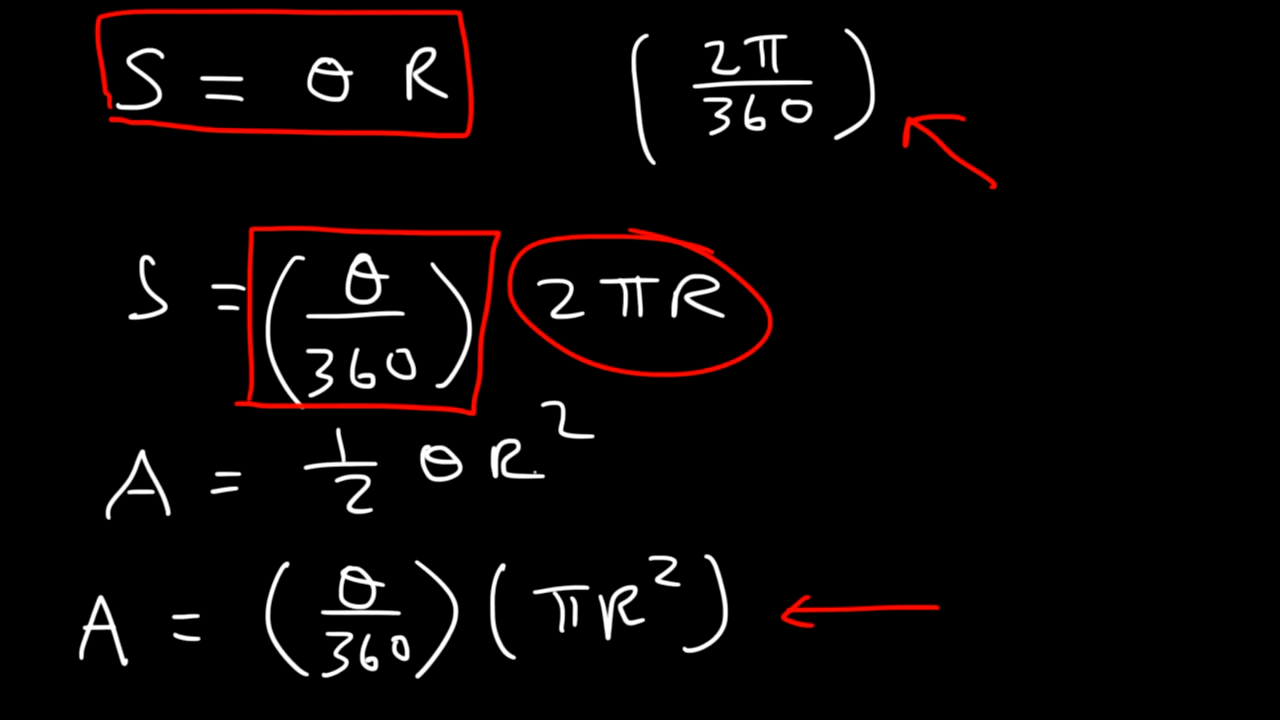 S = θ R (2π/360)
S = (θ/360) 2πR
A = 1/2 θ R²
A = (θ/360) (πR²)